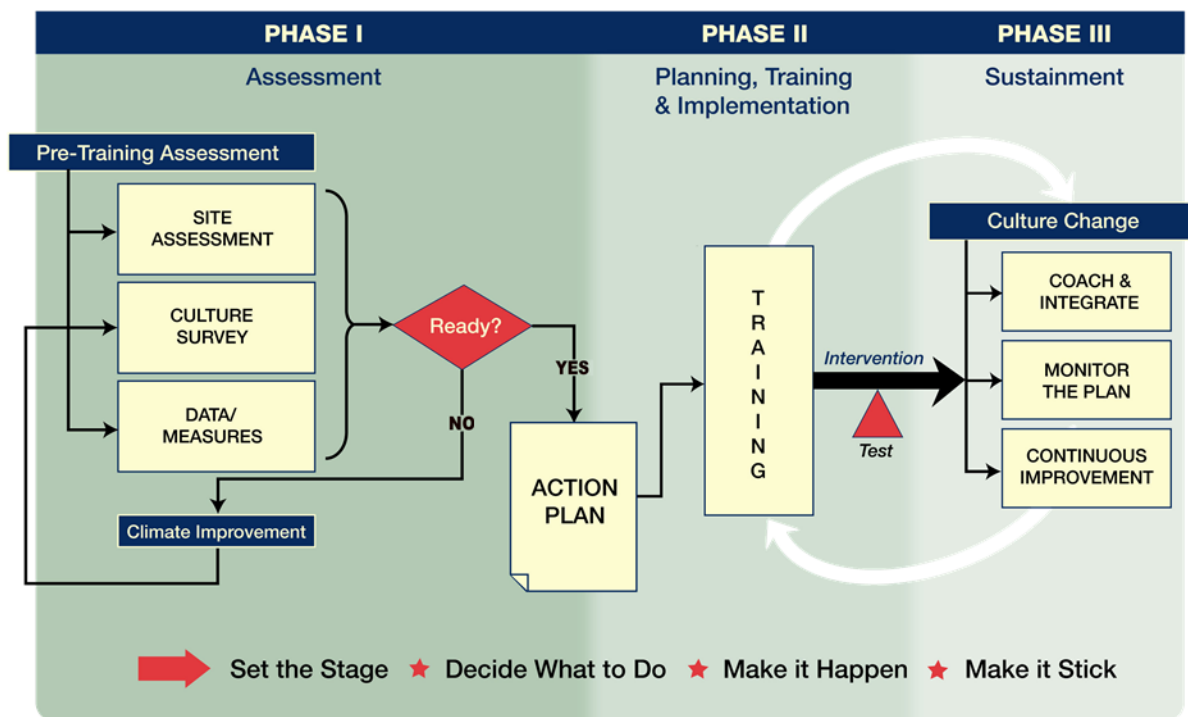 PHASE I
PHASE II
PHASE III
Assessment
Planning, Training
& Implementation
Sustainment
Pre-Training Assessment
SITE
ASSESSMENT
CULTURE
SURVEY
DATA/
MEASURES
Ready?
YES
NO
Climate Improvement
ACTION
PLAN
TRAINING
Intervention
Test
Culture Change
COACH &
INTEGRATE
MONITOR
THE PLAN
CONTINUOUS
IMPROVEMENT
Set the Stage
Decide What to Do
Make it Happen
Make it Stick